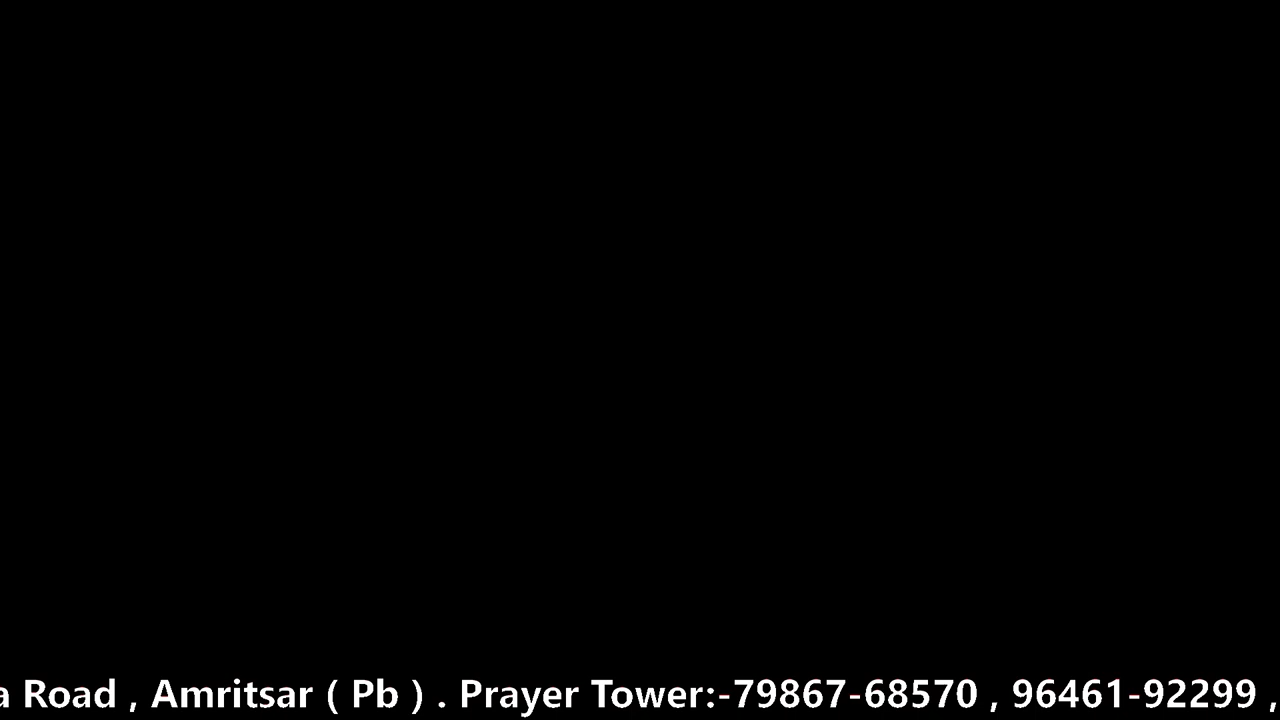 a Road , Amritsar ( Pb ) . Prayer Tower:-79867-68570 , 96461-92299 ,